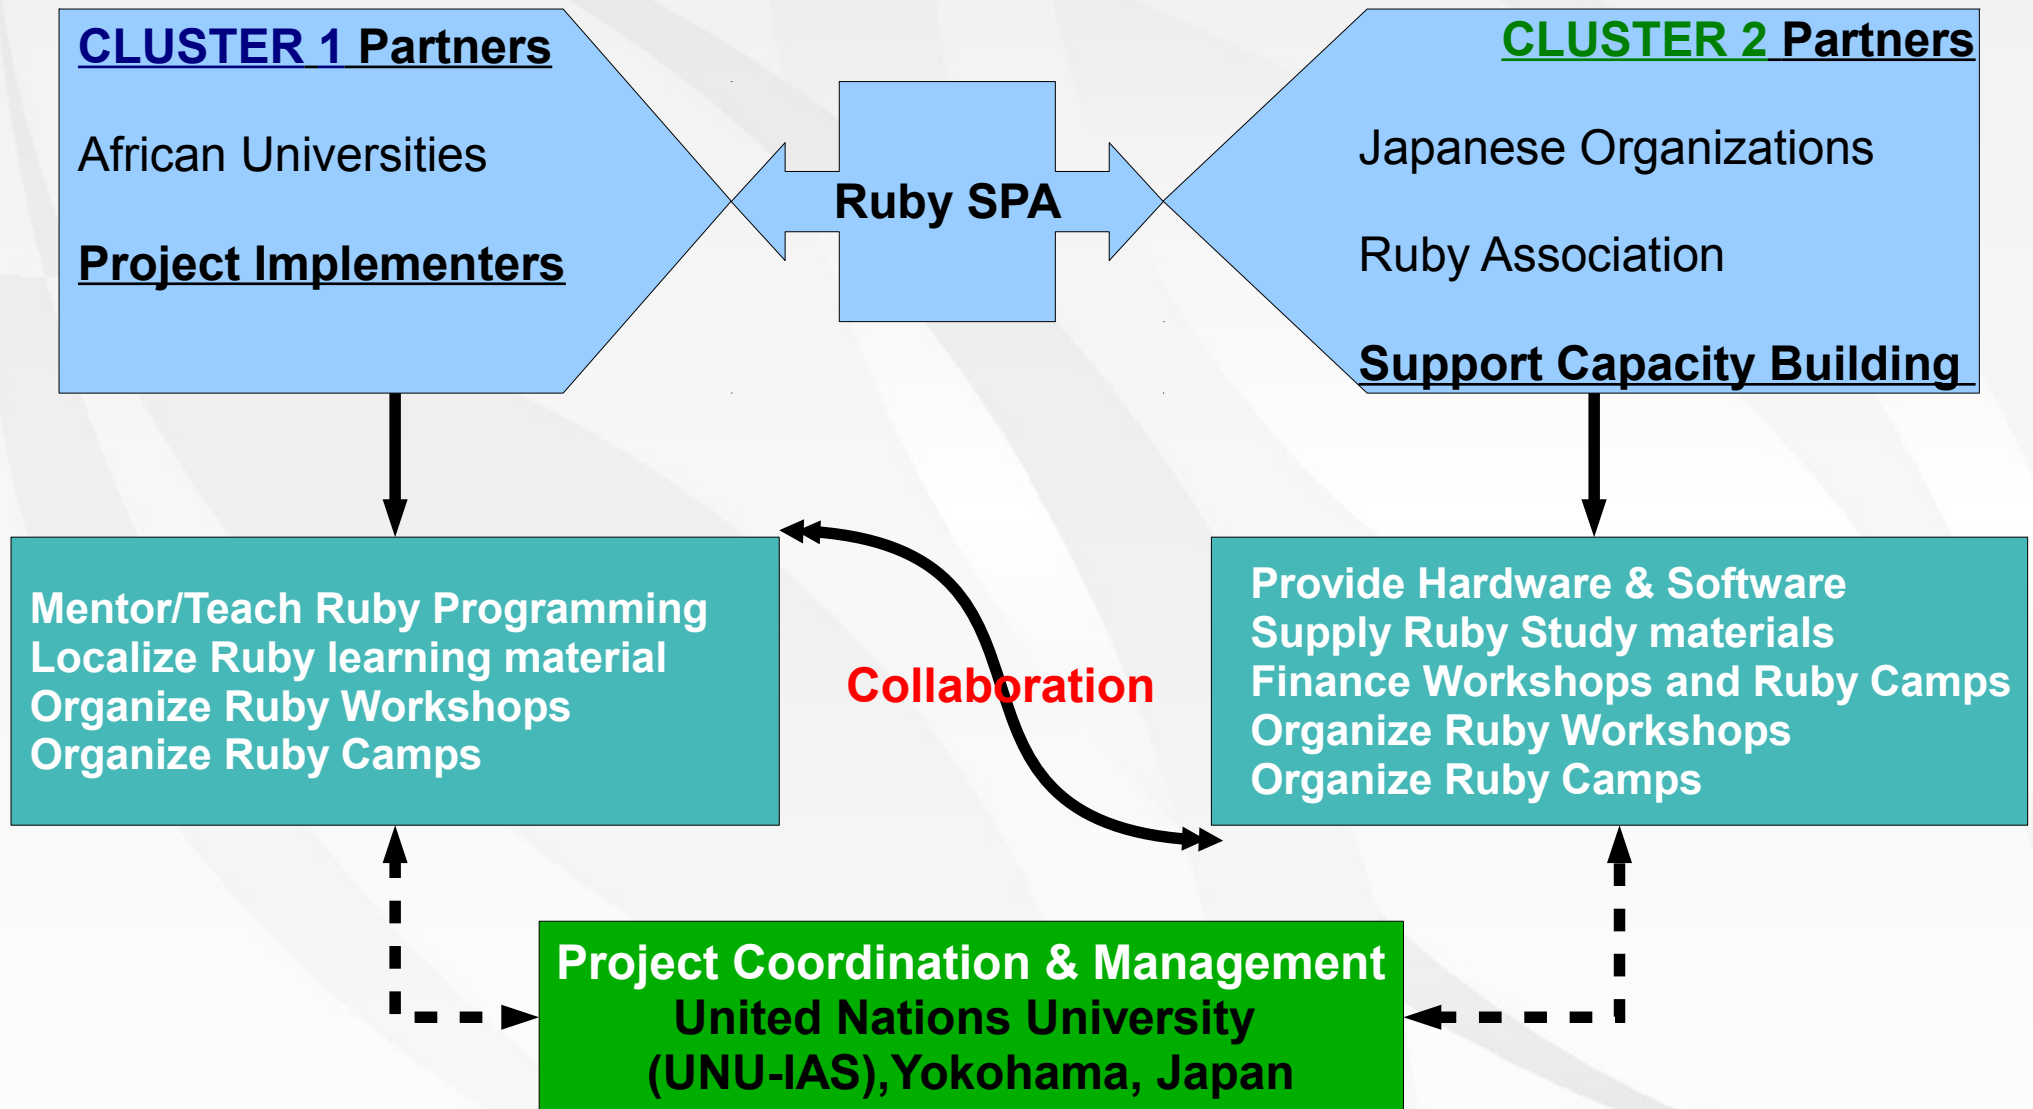 CLUSTER 1 Partners
African Universities
Project Implementers
Ruby SPA
CLUSTER 2 Partners
Japanese Organizations
Ruby Association
Support Capacity Building
Mentor/Teach Ruby Programming
Localize Ruby learning material
Organize Ruby Workshops
Organize Ruby Camps
Collaboration
Provide Hardware & Software
Supply Ruby Study materials
Finance Workshops and Ruby Camps
Organize Ruby Workshops
Organize Ruby Camps
Project Coordination & Management
United Nations University
(UNU-IAS),Yokohama, Japan